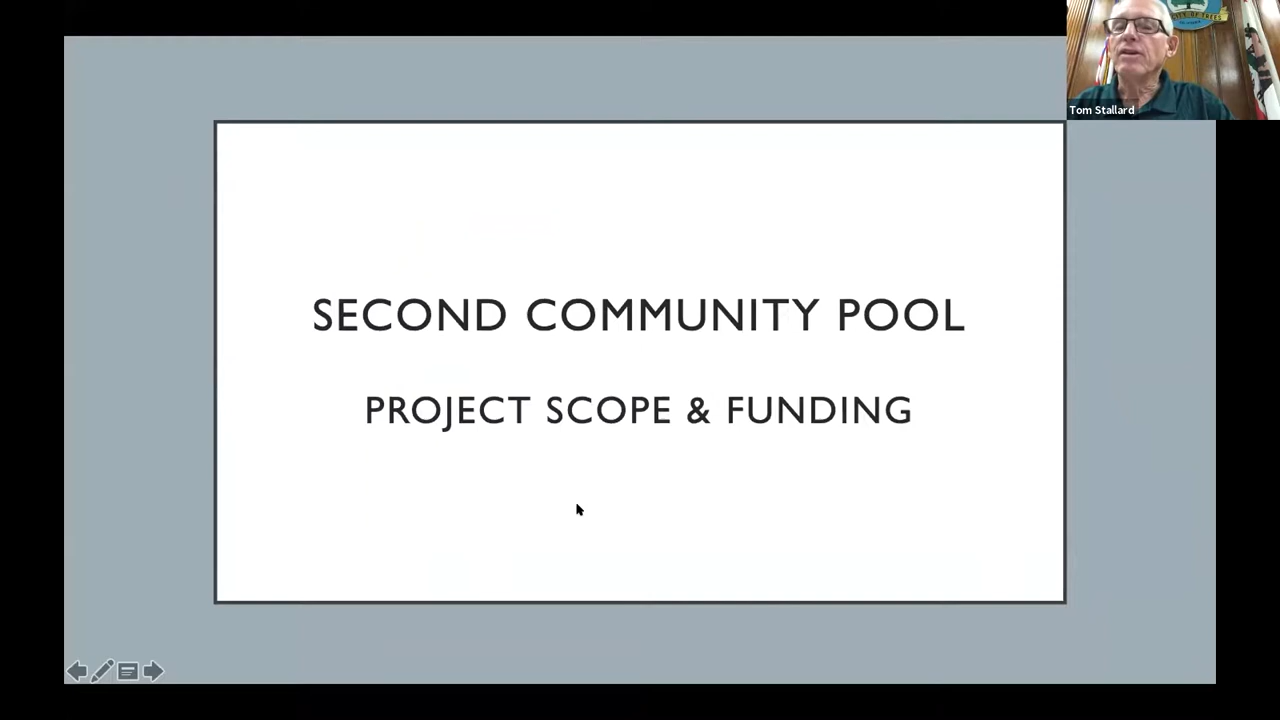 Tom Stallard
SECOND COMMUNITY POOL
PROJECT SCOPE & FUNDING